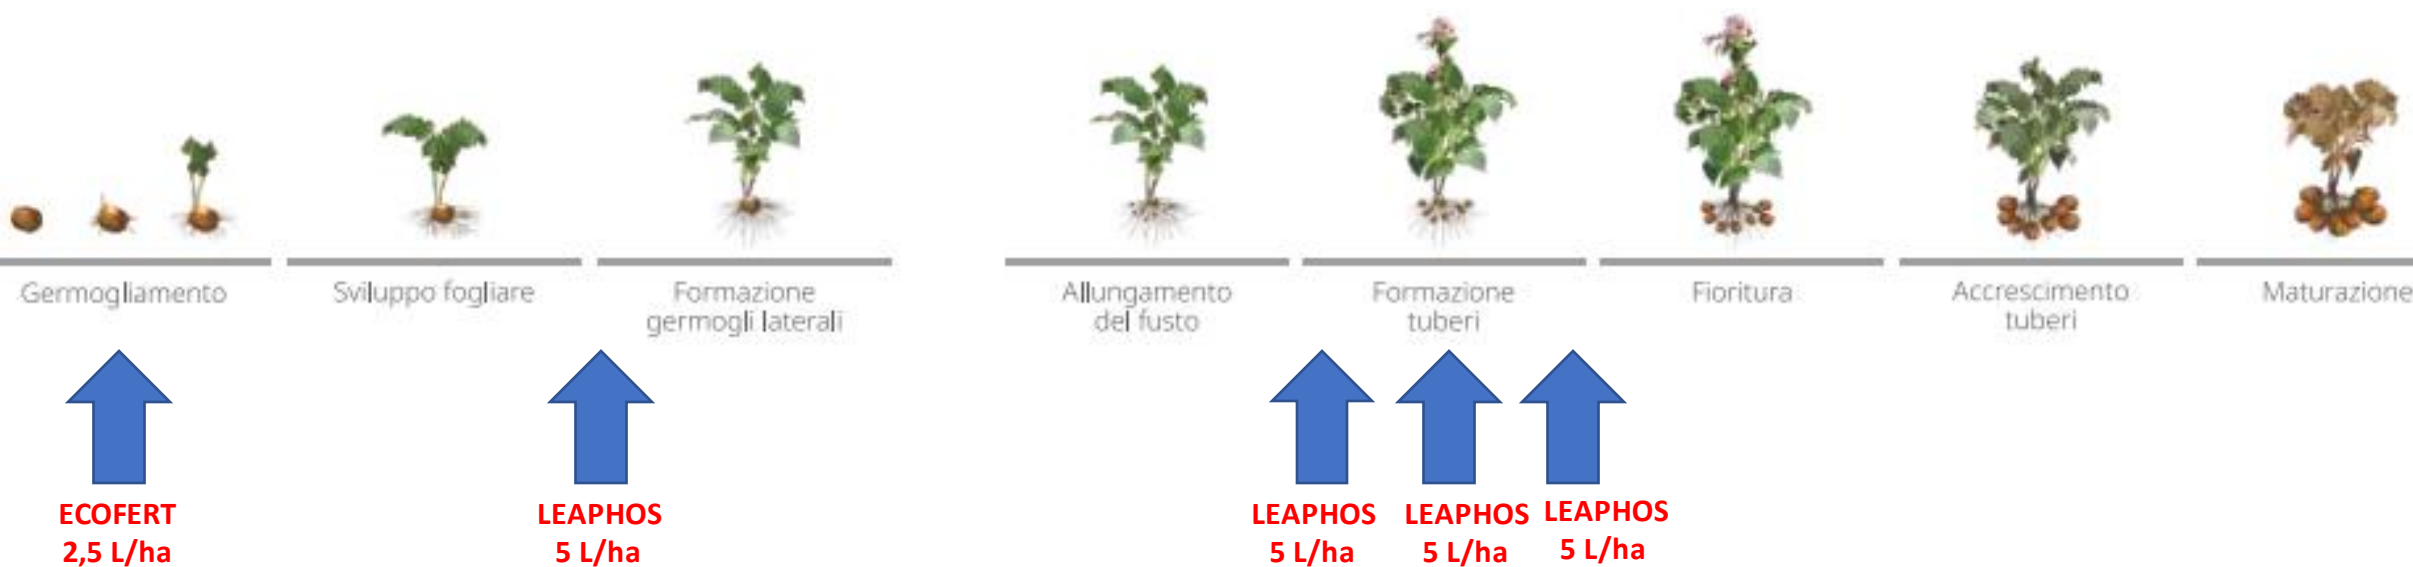 Germogliamento
Sviluppo fogliare
Formazione
germogli laterali
Allungamento
del fusto
Formazione
tuberi
Fioritura
Accrescimento
tuberi
Maturazione
ECOFERT
2,5 L/ha
LEAPHOS
5 L/ha
LEAPHOS
5 L/ha
LEAPHOS
5 L/ha
LEAPHOS
5 L/ha